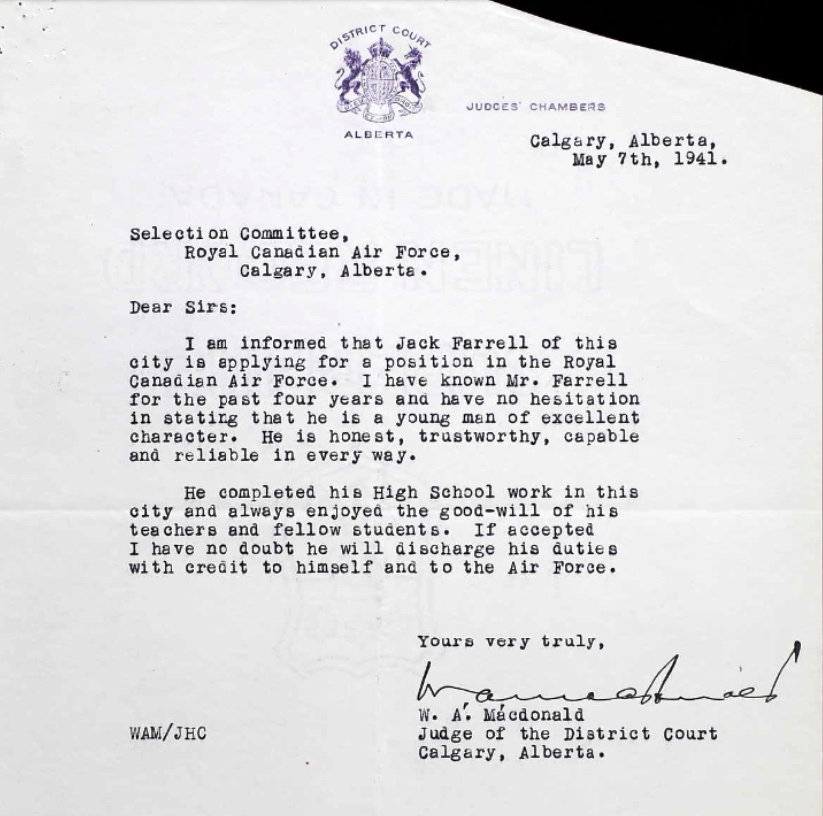 DISTRICT COURT
ALBERTA
JUDGES' CHAMBERS
Calgary, Alberta,
May 7th, 1941.
Selection Committee,
Royal Canadian Air Force,
Calgary, Alberta.
Dear Sirs:
I am informed that Jack Farrell of this
city is applying for a position in the Royal
Canadian Air Force. I have known Mr. Farrell
for the past four years and have no hesitation
in stating that he is a young man of excellent
character. He is honest, trustworthy, capable
and reliable in every way.
He completed his High School work in this
city and always enjoyed the good-will of his
teachers and fellow students. If accepted
I have no doubt he will discharge his duties
with credit to himself and to the Air Force.
Yours very truly,
W. A. Macdonald
WAM/JHC
Judge of the District Court
Calgary, Alberta.